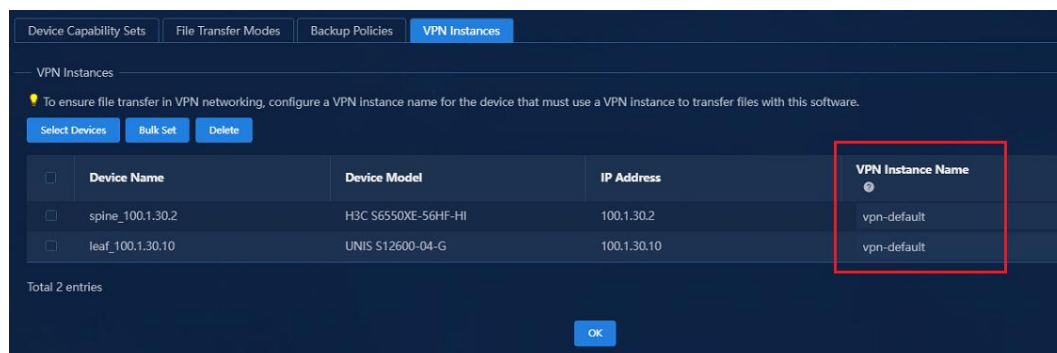 Device Capability Sets File Transfer Modes Backup Policies VPN Instances
VPN Instances
To ensure file transfer in VPN networking, configure a VPN instance name for the device that must use a VPN instance to transfer files with this software.
Select Devices Bulk Set Delete
Device Name Device Model IP Address VPN Instance Name
spine_100.1.30.2 H3C S6550XE-56HF-HI 100.1.30.2 vpn-default
leaf_100.1.30.10 UNIS S12600-04-G 100.1.30.10 vpn-default
Total 2 entries
OK